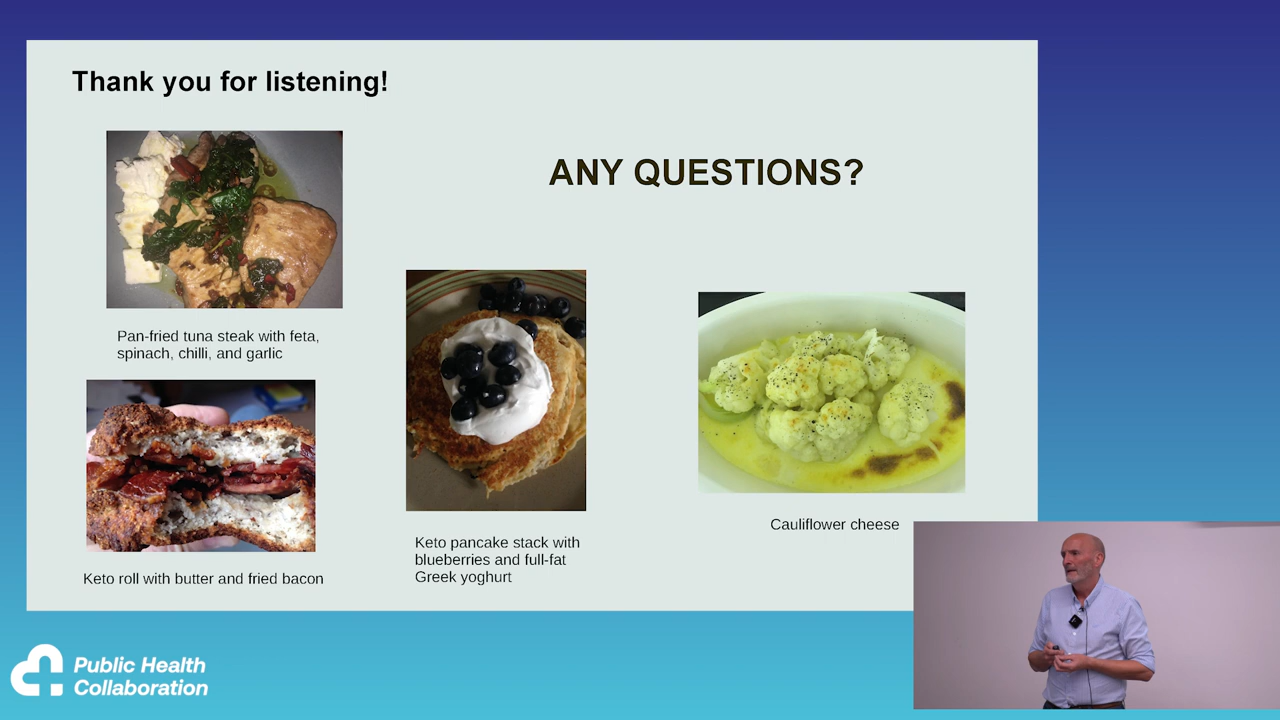 Thank you for listening!
ANY QUESTIONS?
Pan-fried tuna steak with feta,
spinach, chilli, and garlic
Keto roll with butter and fried bacon
Keto pancake stack with
blueberries and full-fat
Greek yoghurt
Cauliflower cheese
Public Health
Collaboration